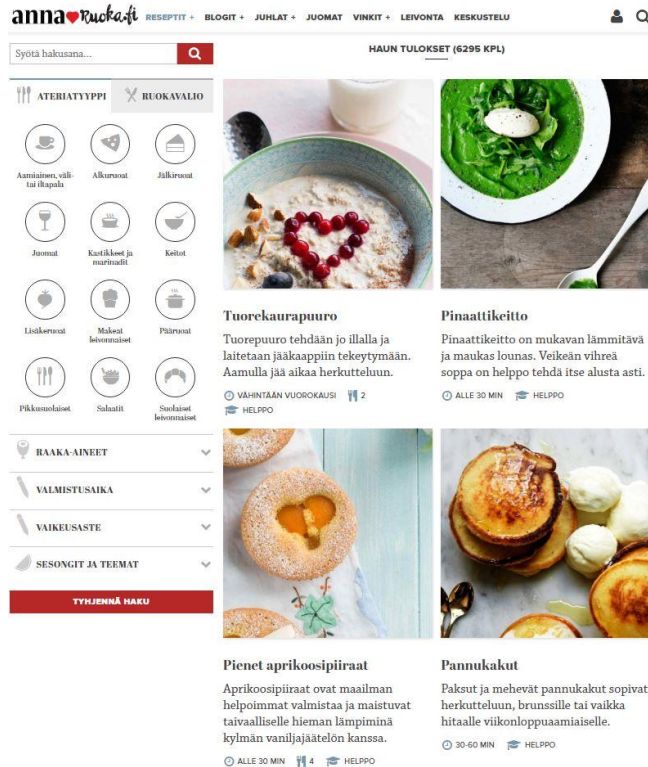 anna Ruoka.fi RESEPTIT + BLOGIT + JUHLAT + JUOMAT VINKIT + LEIVONTA KESKUSTELU
Syötä hakusana...
HAUN TULOKSET (6295 KPL)
ATERIATYYPPI RUOKAVALIO
Aamiainen, väli-
tai iltapala
Alkuruoat
Jälkiruoat
Juomat
Kastikkeet ja
marinadit
Keitot
Lisäkeruoat
Makeat
leivonnaiset
Pääruoat
Pikkusuolaiset
Salaatit
Suolaiset
leivonnaiset
RAAKA-AINEET
VALMISTUSAIKA
VAIKEUSASTE
SESONGIT JA TEEMAT
TYHJENNÄ HAKU
Tuorekaurapuuro
Tuorepuuro tehdään jo illalla ja
laitetaan jääkaappiin tekeytymään.
Aamulla jää aikaa herkutteluun.
VÄHINTÄÄN VUOROKAUSI 2
HELPPO
Pinaattikeitto
Pinaattikeitto on mukavan lämmitävä
ja maukas lounas. Veikeän vihreä
soppa on helppo tehdä itse alusta asti.
ALLE 30 MIN HELPPO
Pienet aprikoosipiiraat
Aprikoosipiiraat ovat maailman
helpoimmat valmistaa ja maistuvat
taivaalliselle hieman lämpiminä
kylmän vaniljajäätelön kanssa.
ALLE 30 MIN 4 HELPPO
Pannukakut
Paksut ja mehevät pannukakut sopivat
herkutteluun, brunssille tai vaikka
hitaalle viikonloppuaamiaiselle.
30-60 MIN HELPPO